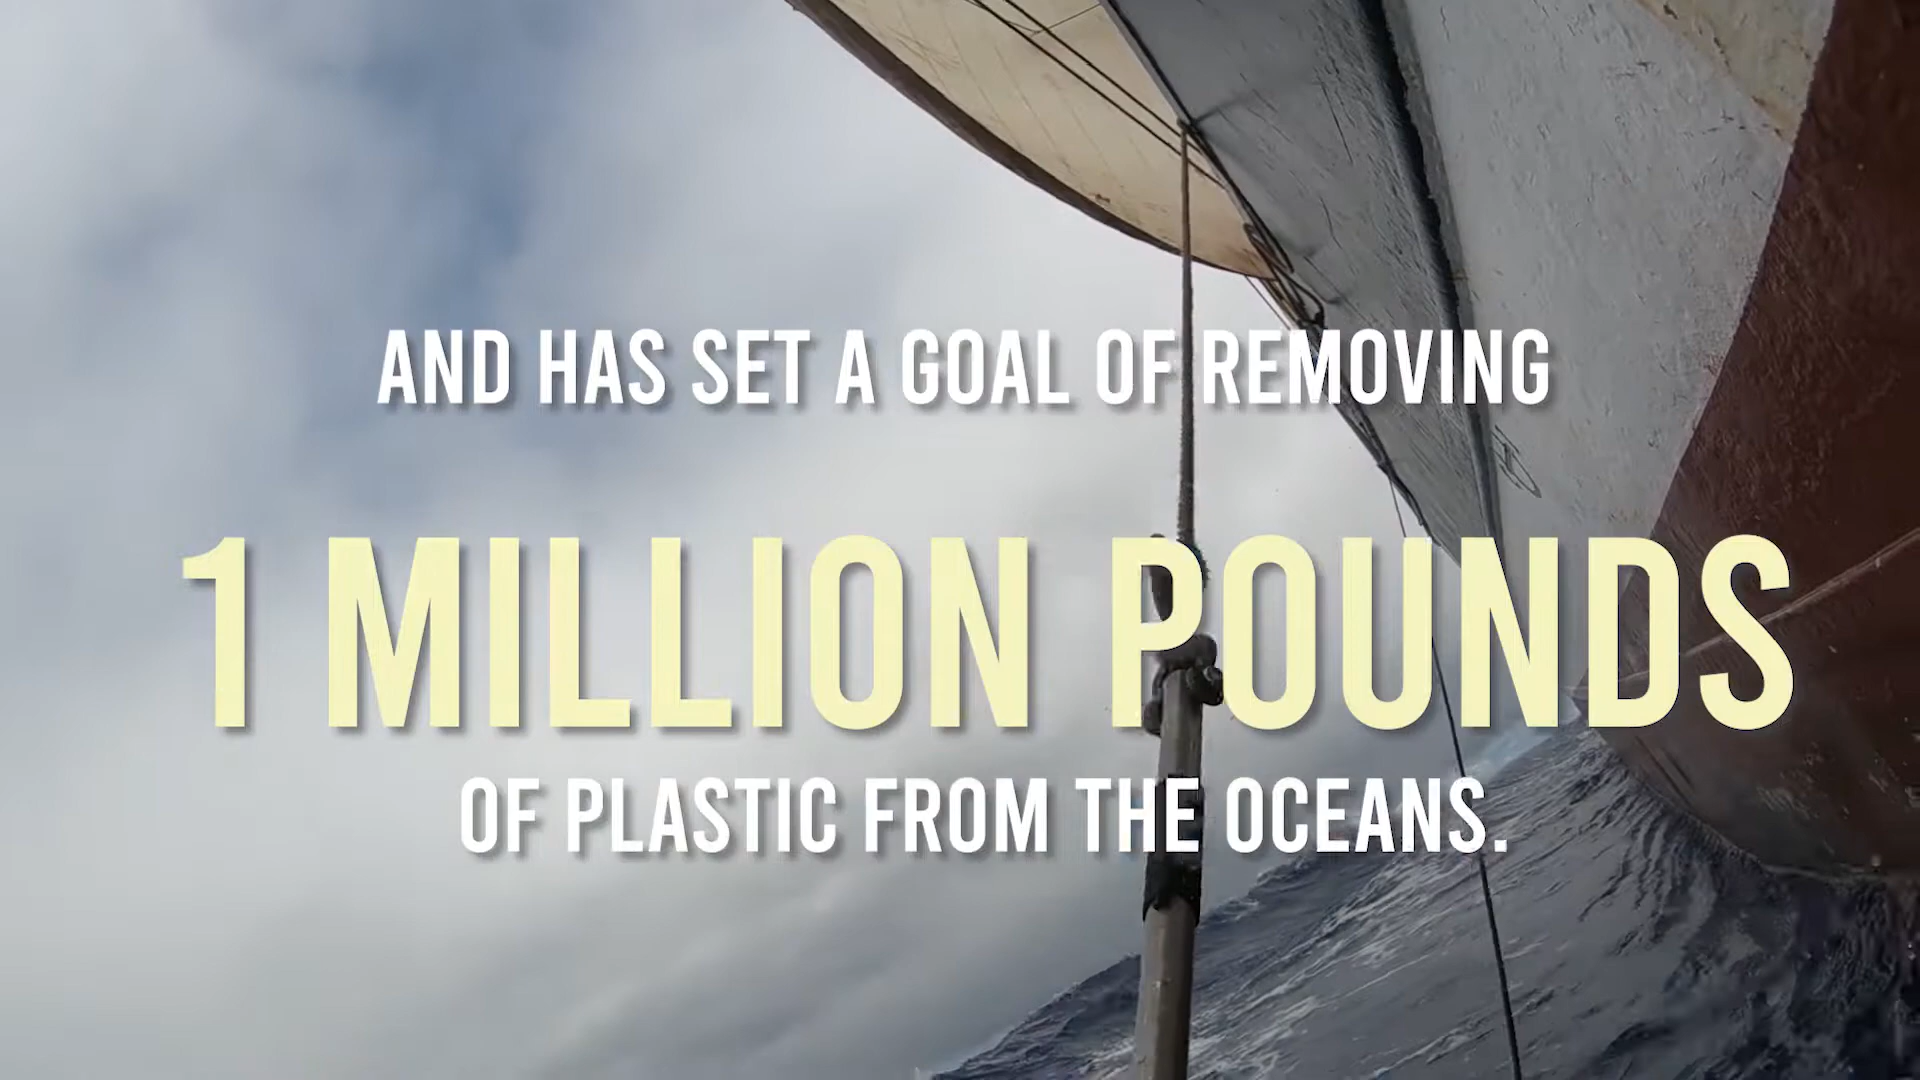 AND HAS SET A GOAL OF REMOVING
1 MILLION POUNDS
OF PLASTIC FROM THE OCEANS.